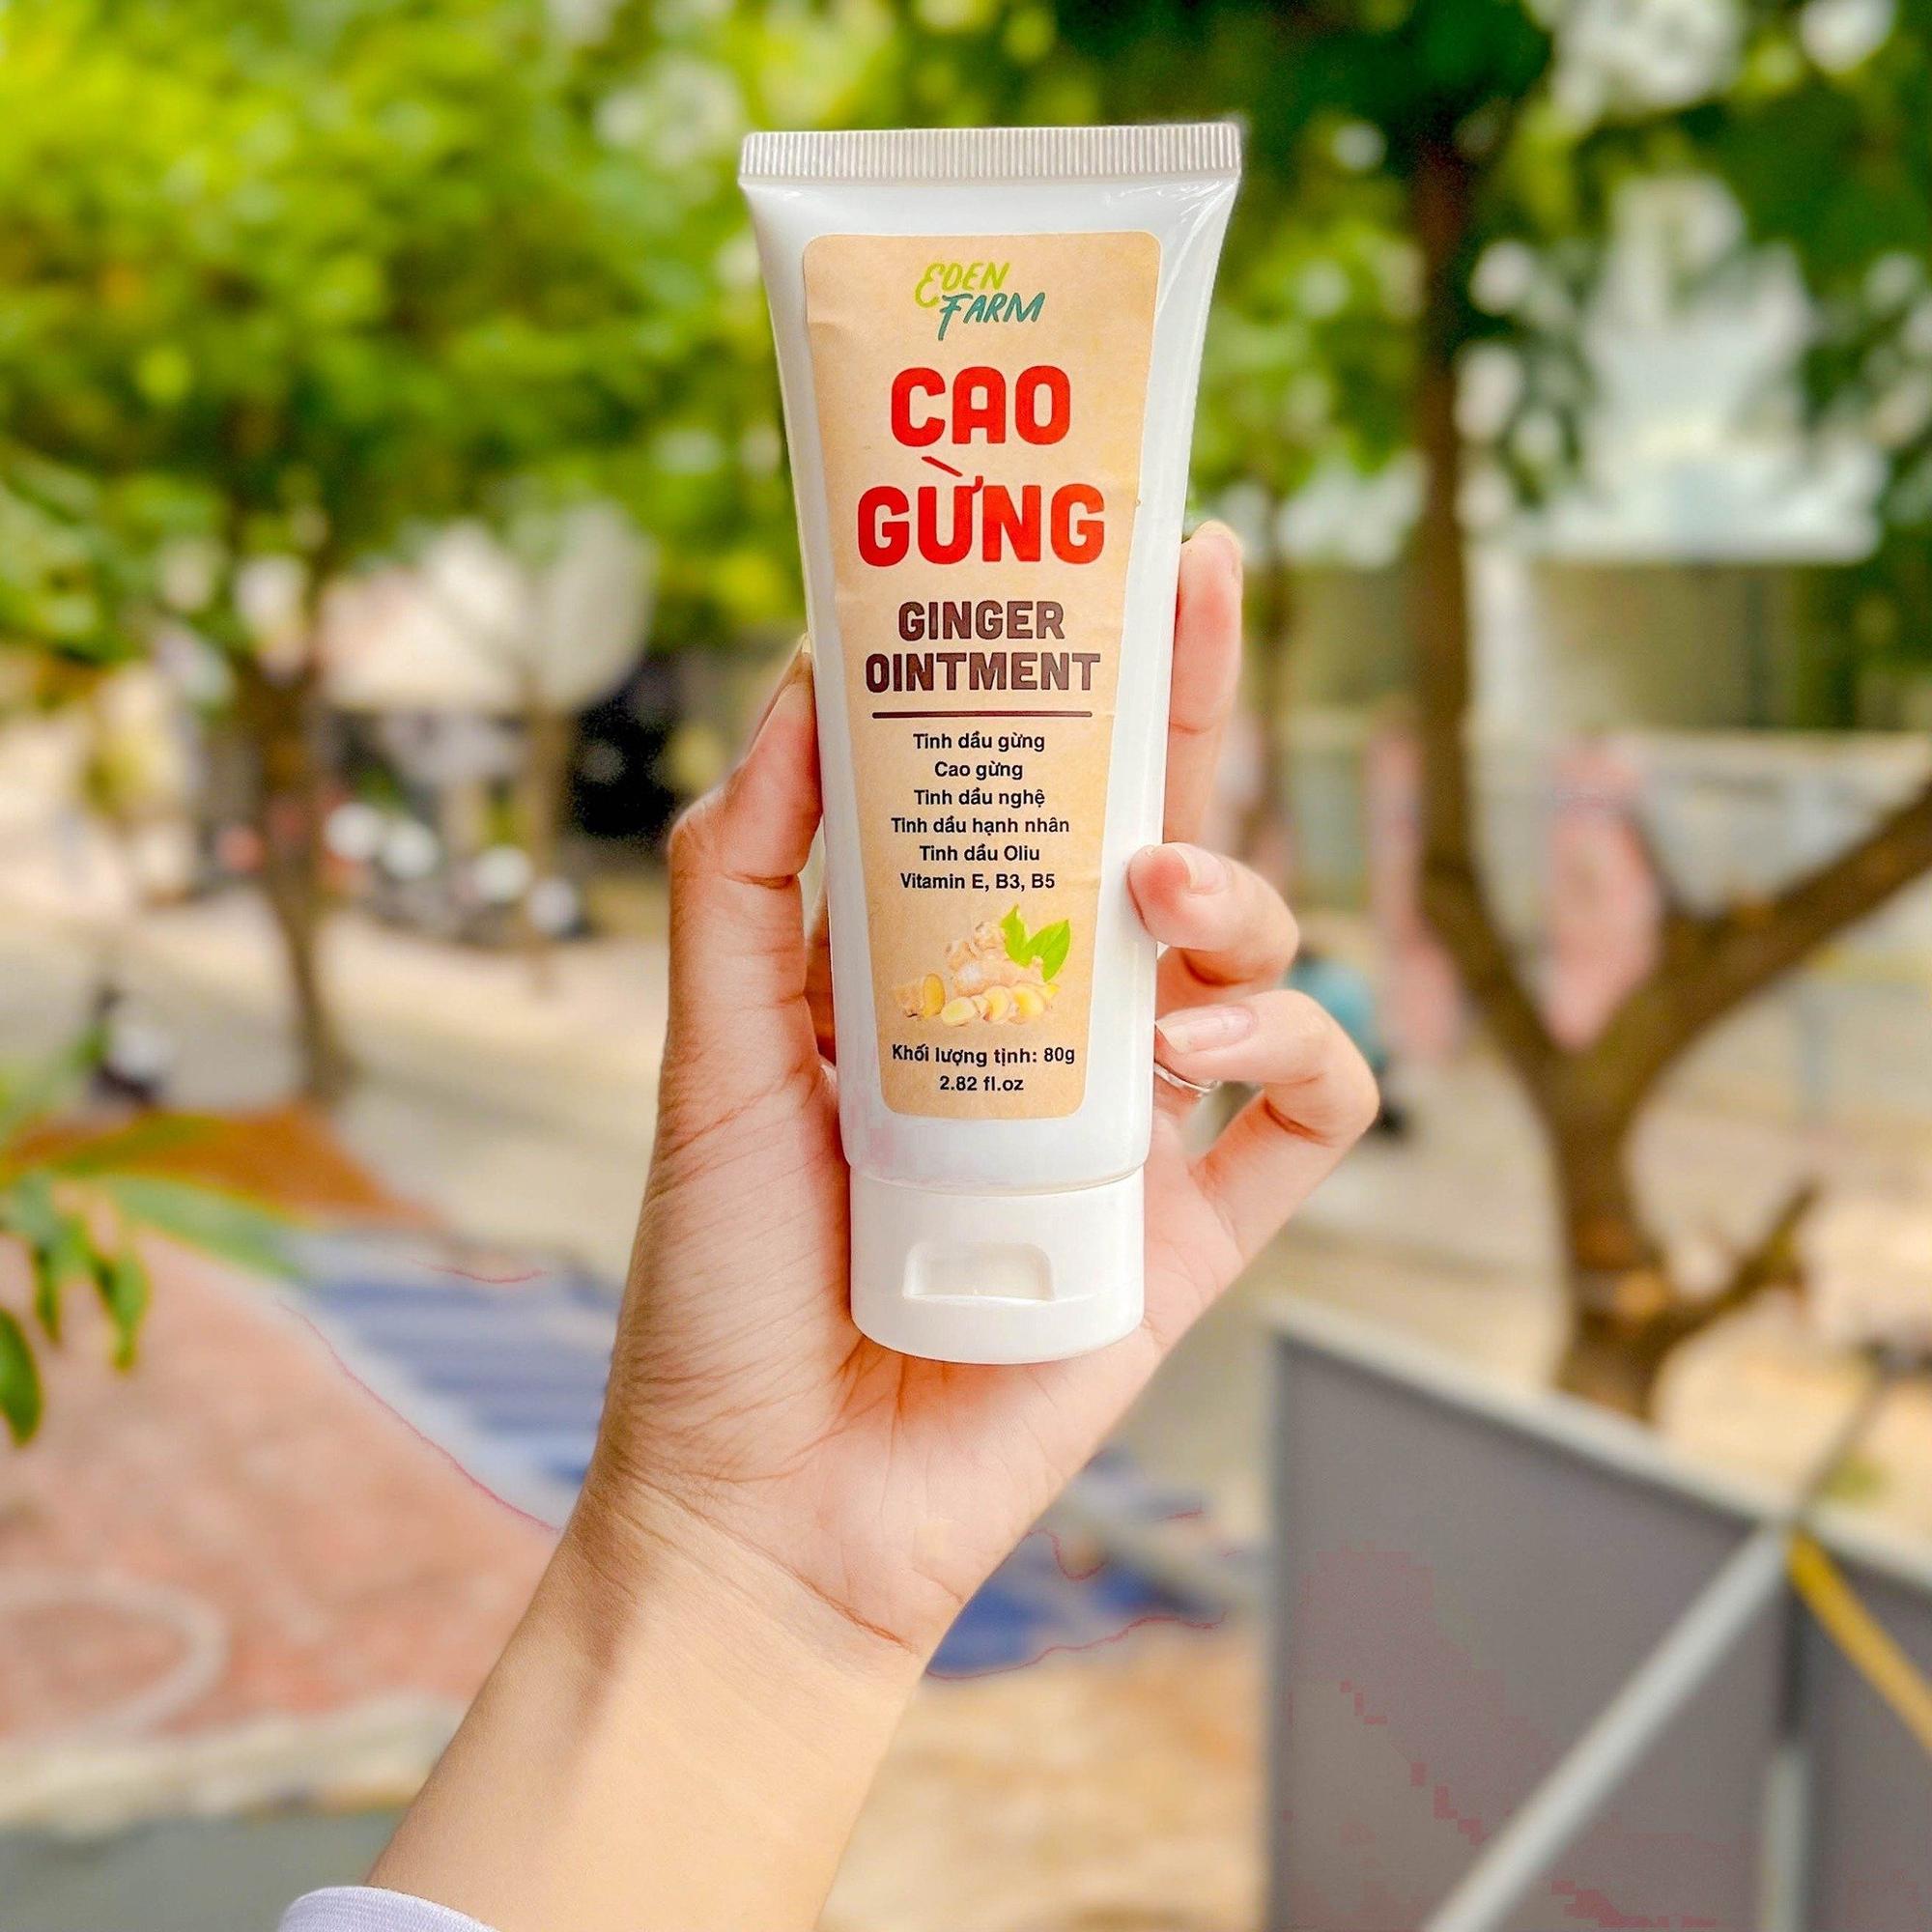 EDEN
FARM
CAO
GỪNG
GINGER
OINTMENT
Tinh dầu gừng
Cao gừng
Tinh dầu nghệ
Tinh dầu hạnh nhân
Tinh dầu Oliu
Vitamin E, B3, B5
Khối lượng tịnh: 80g
2.82 fl.oz